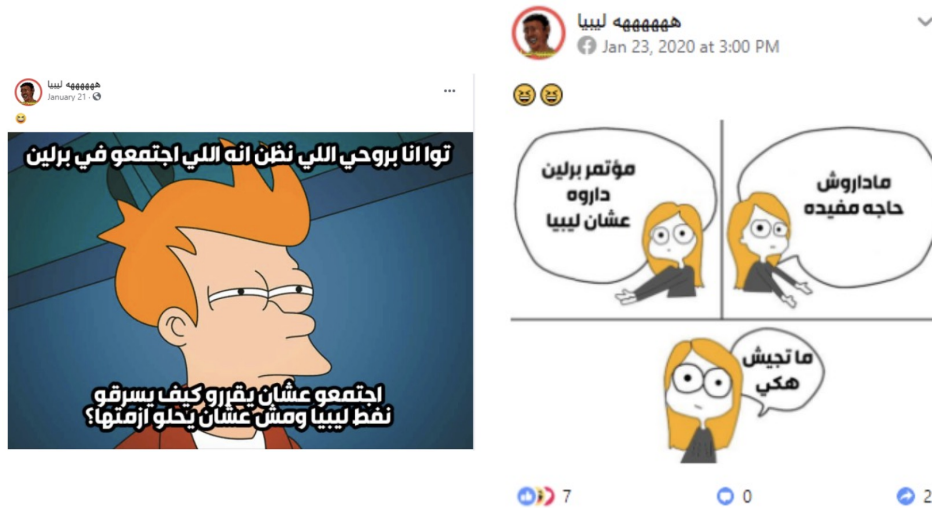 ههههههه ليبيا
January 21
توا انا بروحي اللي نظن انه اللي اجتمعو في برلين
اجتمعو عشان يقررو كيف يسرقو
نفط ليبيا ومش عشان يحلو ازمتها؟
ههههههه ليبيا
Jan 23, 2020 at 3:00 PM
مؤتمر برلين
داروه
عشان ليبيا
ماداروش
حاجه مفيده
ما تجيش
هكي
7
0
2